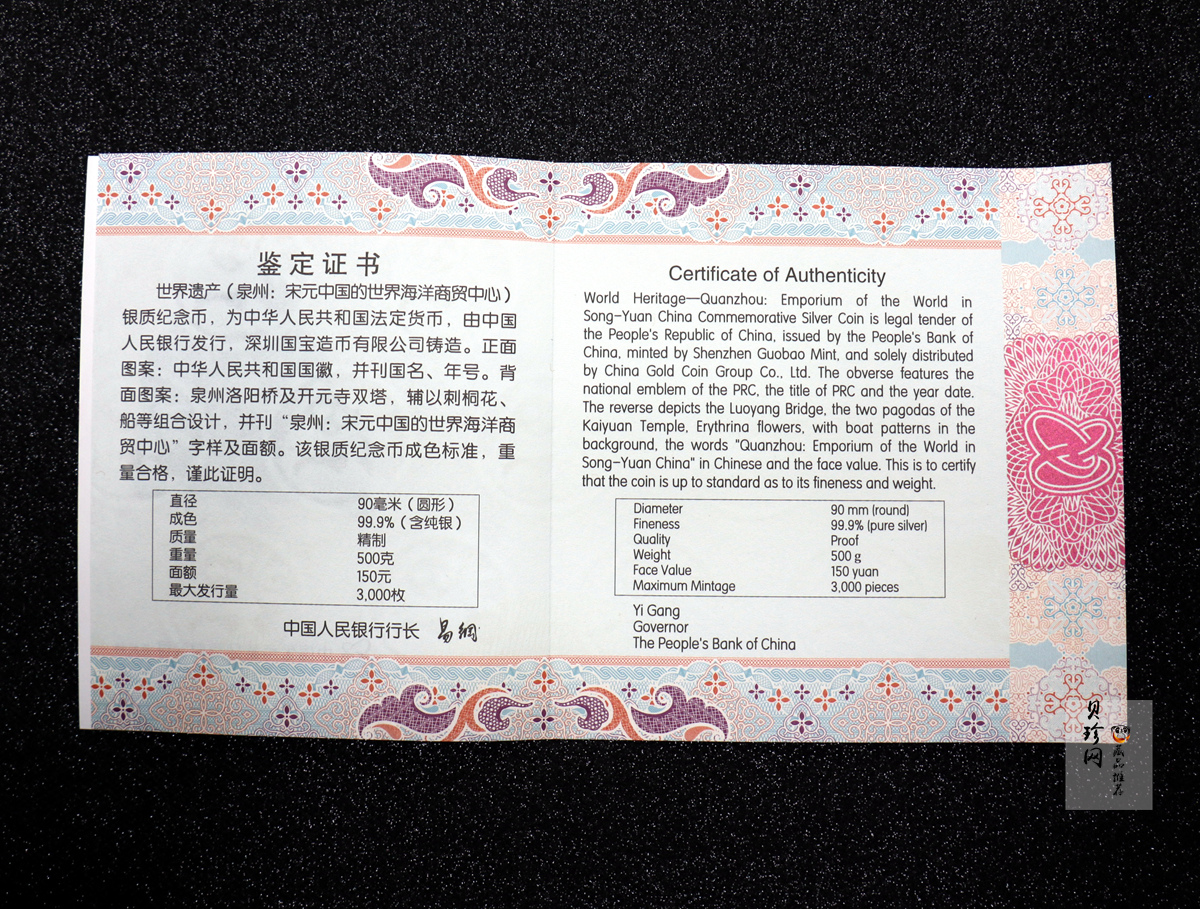 鉴定证书
世界遗产（泉州：宋元中国的世界海洋商贸中心）
银质纪念币，为中华人民共和国法定货币，由中国
人民银行发行，深圳国宝造币有限公司铸造。正面
图案：中华人民共和国国徽，并刊国名、年号。背
面图案：泉州洛阳桥及开元寺双塔，辅以刺桐花、
船等组合设计，并刊“泉州：宋元中国的世界海洋商
贸中心”字样及面额。该银质纪念币成色标准，重
量合格，谨此证明。
直径 90毫米（圆形）
成色 99.9%（含纯银）
质量 精制
重量 500克
面额 150元
最大发行量 3,000枚
中国人民银行行长 易纲
Certificate of Authenticity
World Heritage—Quanzhou: Emporium of the World in
Song-Yuan China Commemorative Silver Coin is legal tender of
the People's Republic of China, issued by the People's Bank of
China, minted by Shenzhen Guobao Mint, and solely distributed
by China Gold Coin Group Co., Ltd. The obverse features the
national emblem of the PRC, the title of PRC and the year date.
The reverse depicts the Luoyang Bridge, the two pagodas of the
Kaiyuan Temple, Erythrina flowers, with boat patterns in the
background, the words "Quanzhou: Emporium of the World in
Song-Yuan China" in Chinese and the face value. This is to certify
that the coin is up to standard as to its fineness and weight.
Diameter 90 mm (round)
Fineness 99.9% (pure silver)
Quality Proof
Weight 500 g
Face Value 150 yuan
Maximum Mintage 3,000 pieces
Yi Gang
Governor
The People's Bank of China
贝珍网
藏品推荐